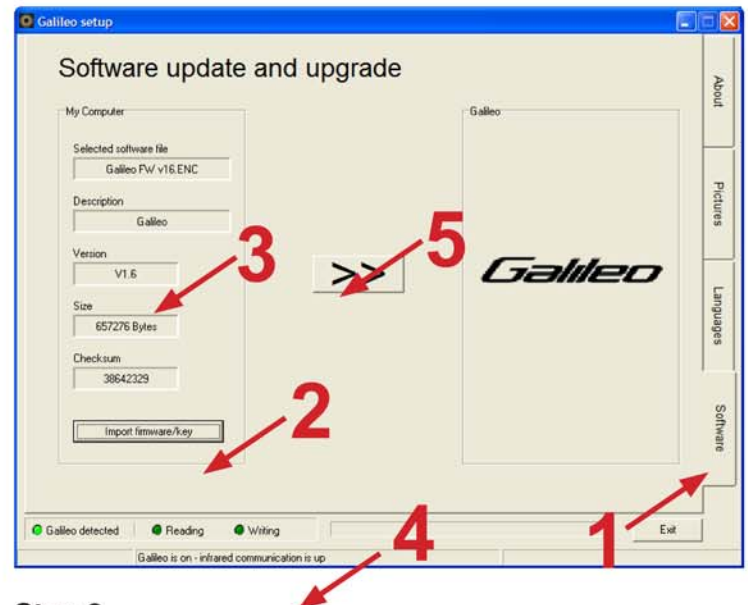 Galileo setup
Software update and upgrade
My Computer
Selected software file
Galileo FW v16.ENC
Description
Galileo
Version
V1.6
Size
657276 Bytes
Checksum
38642329
Import firmware/key
3
2
>>
5
Galileo
Galileo
About
Pictures
Languages
Software
1
Galileo detected
Reading
Writing
4
Exit
Galileo is on - infrared communication is up